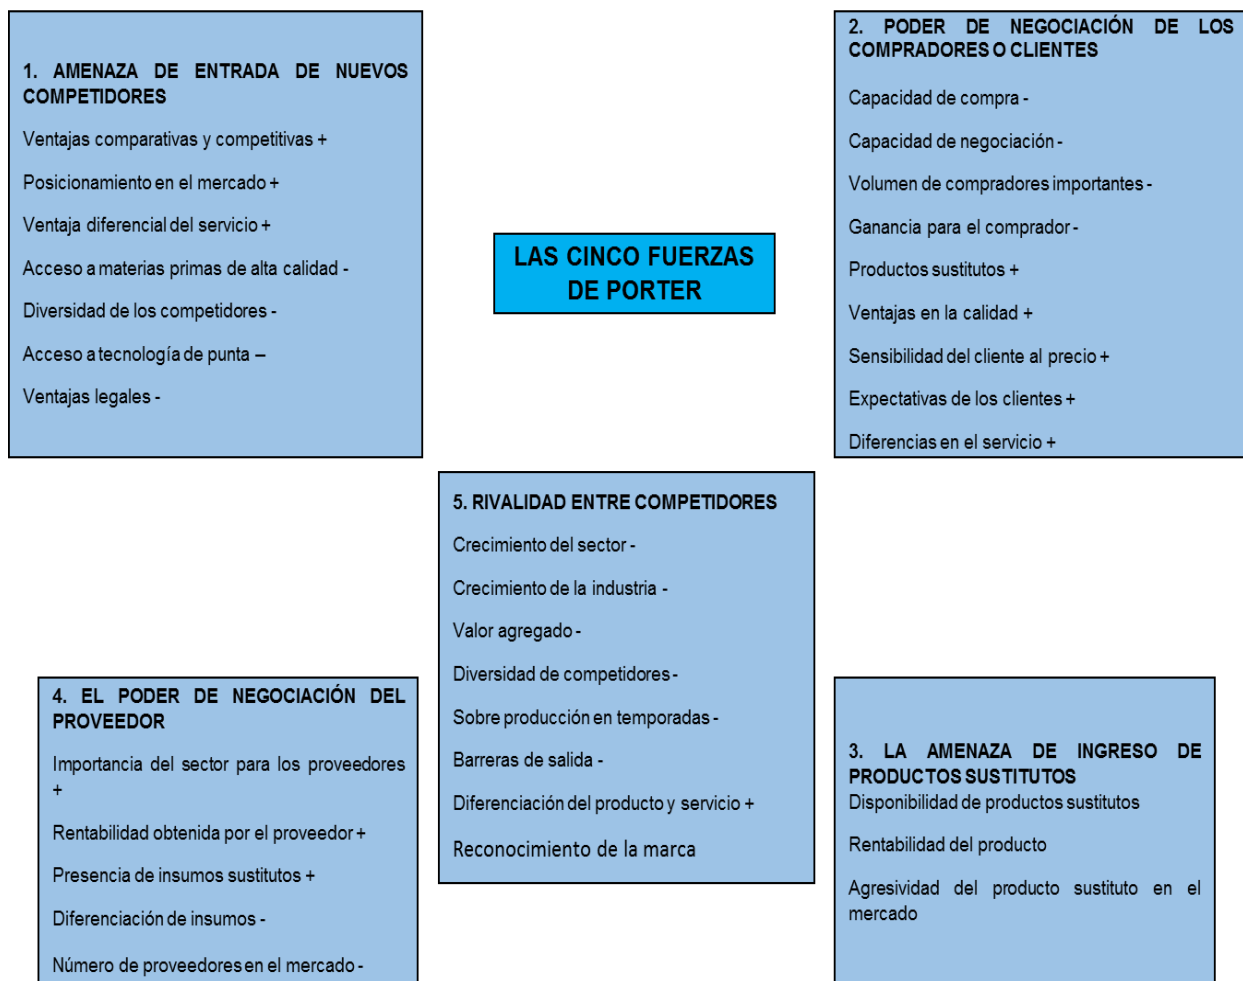 1. AMENAZA DE ENTRADA DE NUEVOS
COMPETIDORES
Ventajas comparativas y competitivas +
Posicionamiento en el mercado +
Ventaja diferencial del servicio +
Acceso a materias primas de alta calidad -
Diversidad de los competidores -
Acceso a tecnología de punta –
Ventajas legales -
2. PODER DE NEGOCIACIÓN DE LOS
COMPRADORES O CLIENTES
Capacidad de compra -
Capacidad de negociación -
Volumen de compradores importantes -
Ganancia para el comprador -
Productos sustitutos +
Ventajas en la calidad +
Sensibilidad del cliente al precio +
Expectativas de los clientes +
Diferencias en el servicio +
LAS CINCO FUERZAS
DE PORTER
5. RIVALIDAD ENTRE COMPETIDORES
Crecimiento del sector -
Crecimiento de la industria -
Valor agregado -
Diversidad de competidores -
Sobre producción en temporadas -
Barreras de salida -
Diferenciación del producto y servicio +
Reconocimiento de la marca
4. EL PODER DE NEGOCIACIÓN DEL
PROVEEDOR
Importancia del sector para los proveedores
+
Rentabilidad obtenida por el proveedor +
Presencia de insumos sustitutos +
Diferenciación de insumos -
Número de proveedores en el mercado -
3. LA AMENAZA DE INGRESO DE
PRODUCTOS SUSTITUTOS
Disponibilidad de productos sustitutos
Rentabilidad del producto
Agresividad del producto sustituto en el
mercado